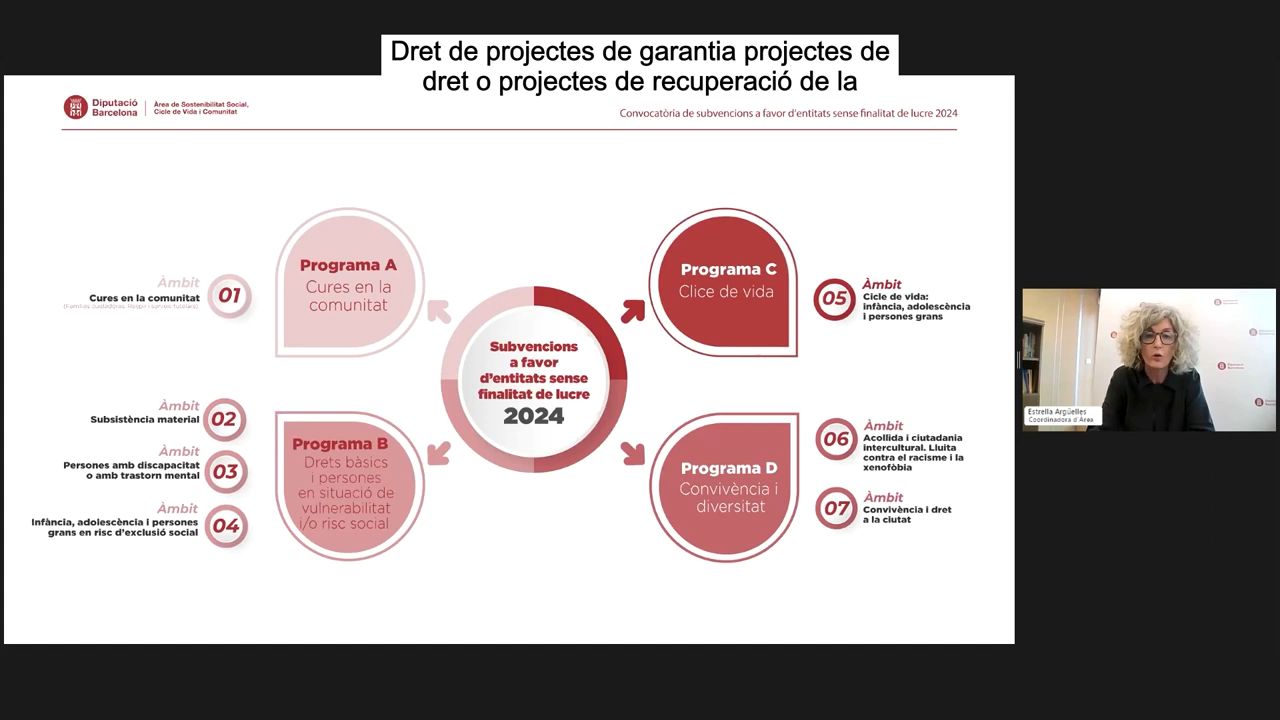 Dret de projectes de garantia projectes de
dret o projectes de recuperació de la
Diputació
Barcelona
Àrea de Sostenibilitat Social,
Cicle de Vida i Comunitat
Convocatòria de subvencions a favor d'entitats sense finalitat de lucre 2024
Àmbit
01
Cures en la comunitat
Programa A
Cures en la
comunitat
Àmbit
02
Subsistència material
Àmbit
03
Persones amb discapacitat
o amb trastorn mental
Àmbit
04
Infància, adolescència i persones
grans en risc d'exclusió social
Programa B
Drets bàsics
i persones
en situació de
vulnerabilitat
i/o risc social
Subvencions
a favor
d'entitats sense
finalitat de lucre
2024
Programa C
Clice de vida
05
Àmbit
Cicle de vida:
infància, adolescència
i persones grans
Programa D
Convivència i
diversitat
06
Àmbit
Acollida i ciutadania
intercultural. Lluita
contra el racisme i la
xenofòbia
07
Àmbit
Convivència i dret
a la ciutat
Estrella Argüelles
Coordinadora d'Àrea